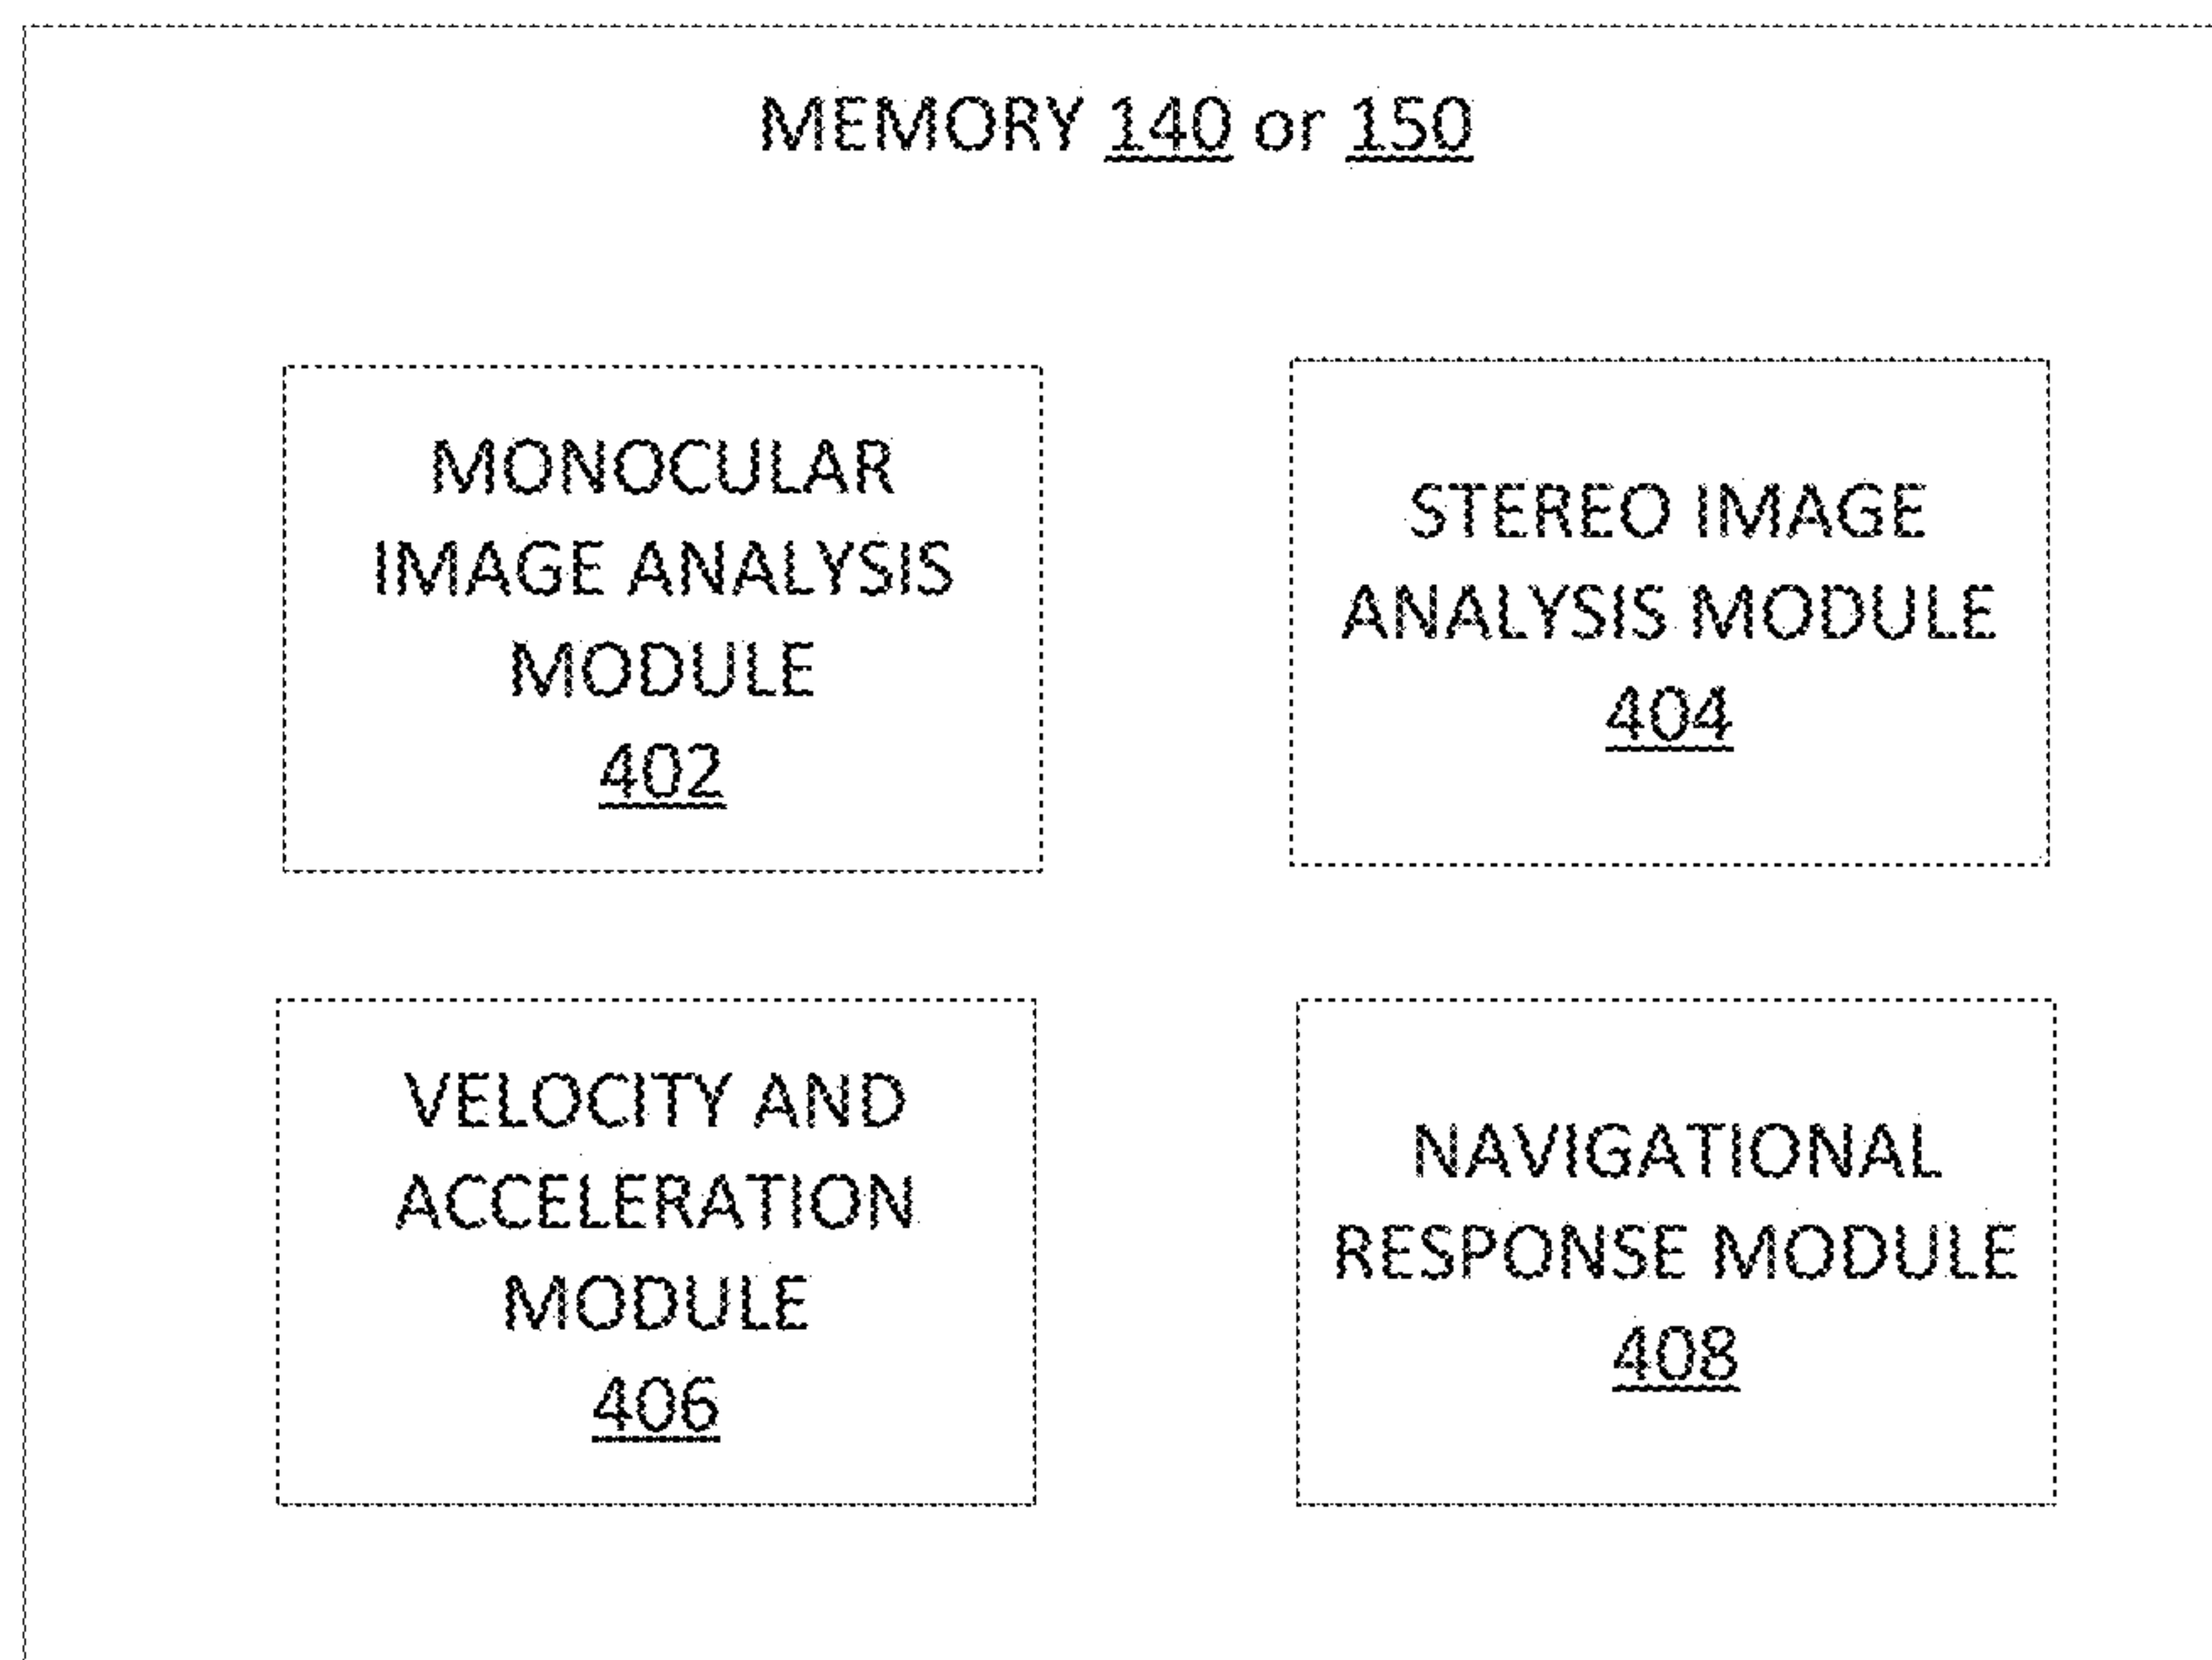 MEMORY 140 or 150
MONOCULAR
IMAGE ANALYSIS
MODULE
402
STEREO IMAGE
ANALYSIS MODULE
404
VELOCITY AND
ACCELERATION
MODULE
406
NAVIGATIONAL
RESPONSE MODULE
408